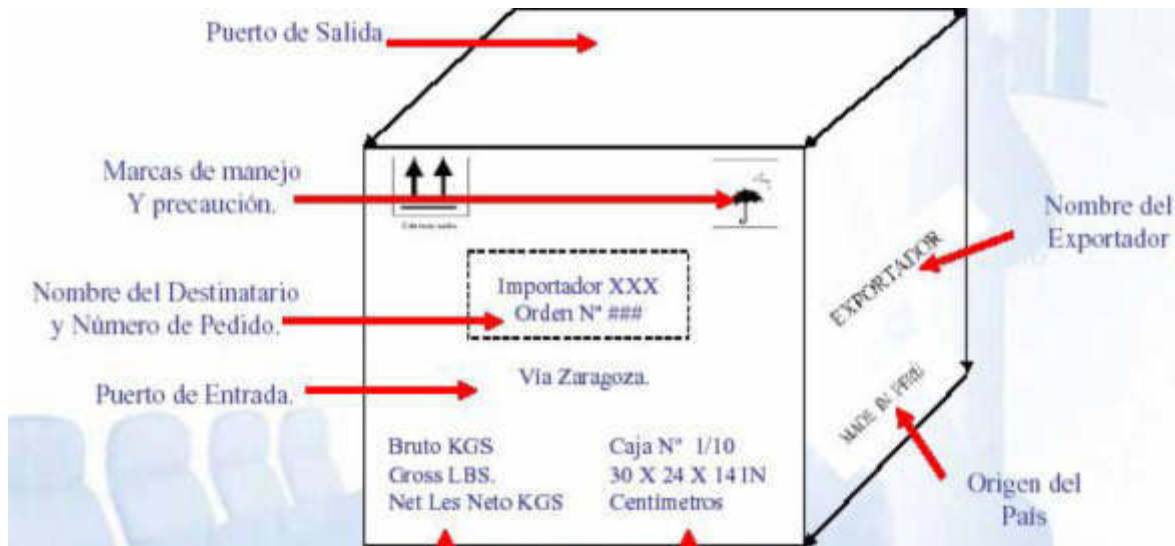 Puerto de Salida
Marcas de manejo
Y precaución.
Nombre del
Exportador
EXPORTADOR
Nombre del Destinatario
y Número de Pedido.
Importador XXX
Orden Nª ###
Puerto de Entrada.
Vía Zaragoza.
MADE IN PERÚ
Bruto KGS
Gross LBS.
Net Les Neto KGS
Caja Nº 1/10
30 X 24 X 14 IN
Centímetros
Origen del
País